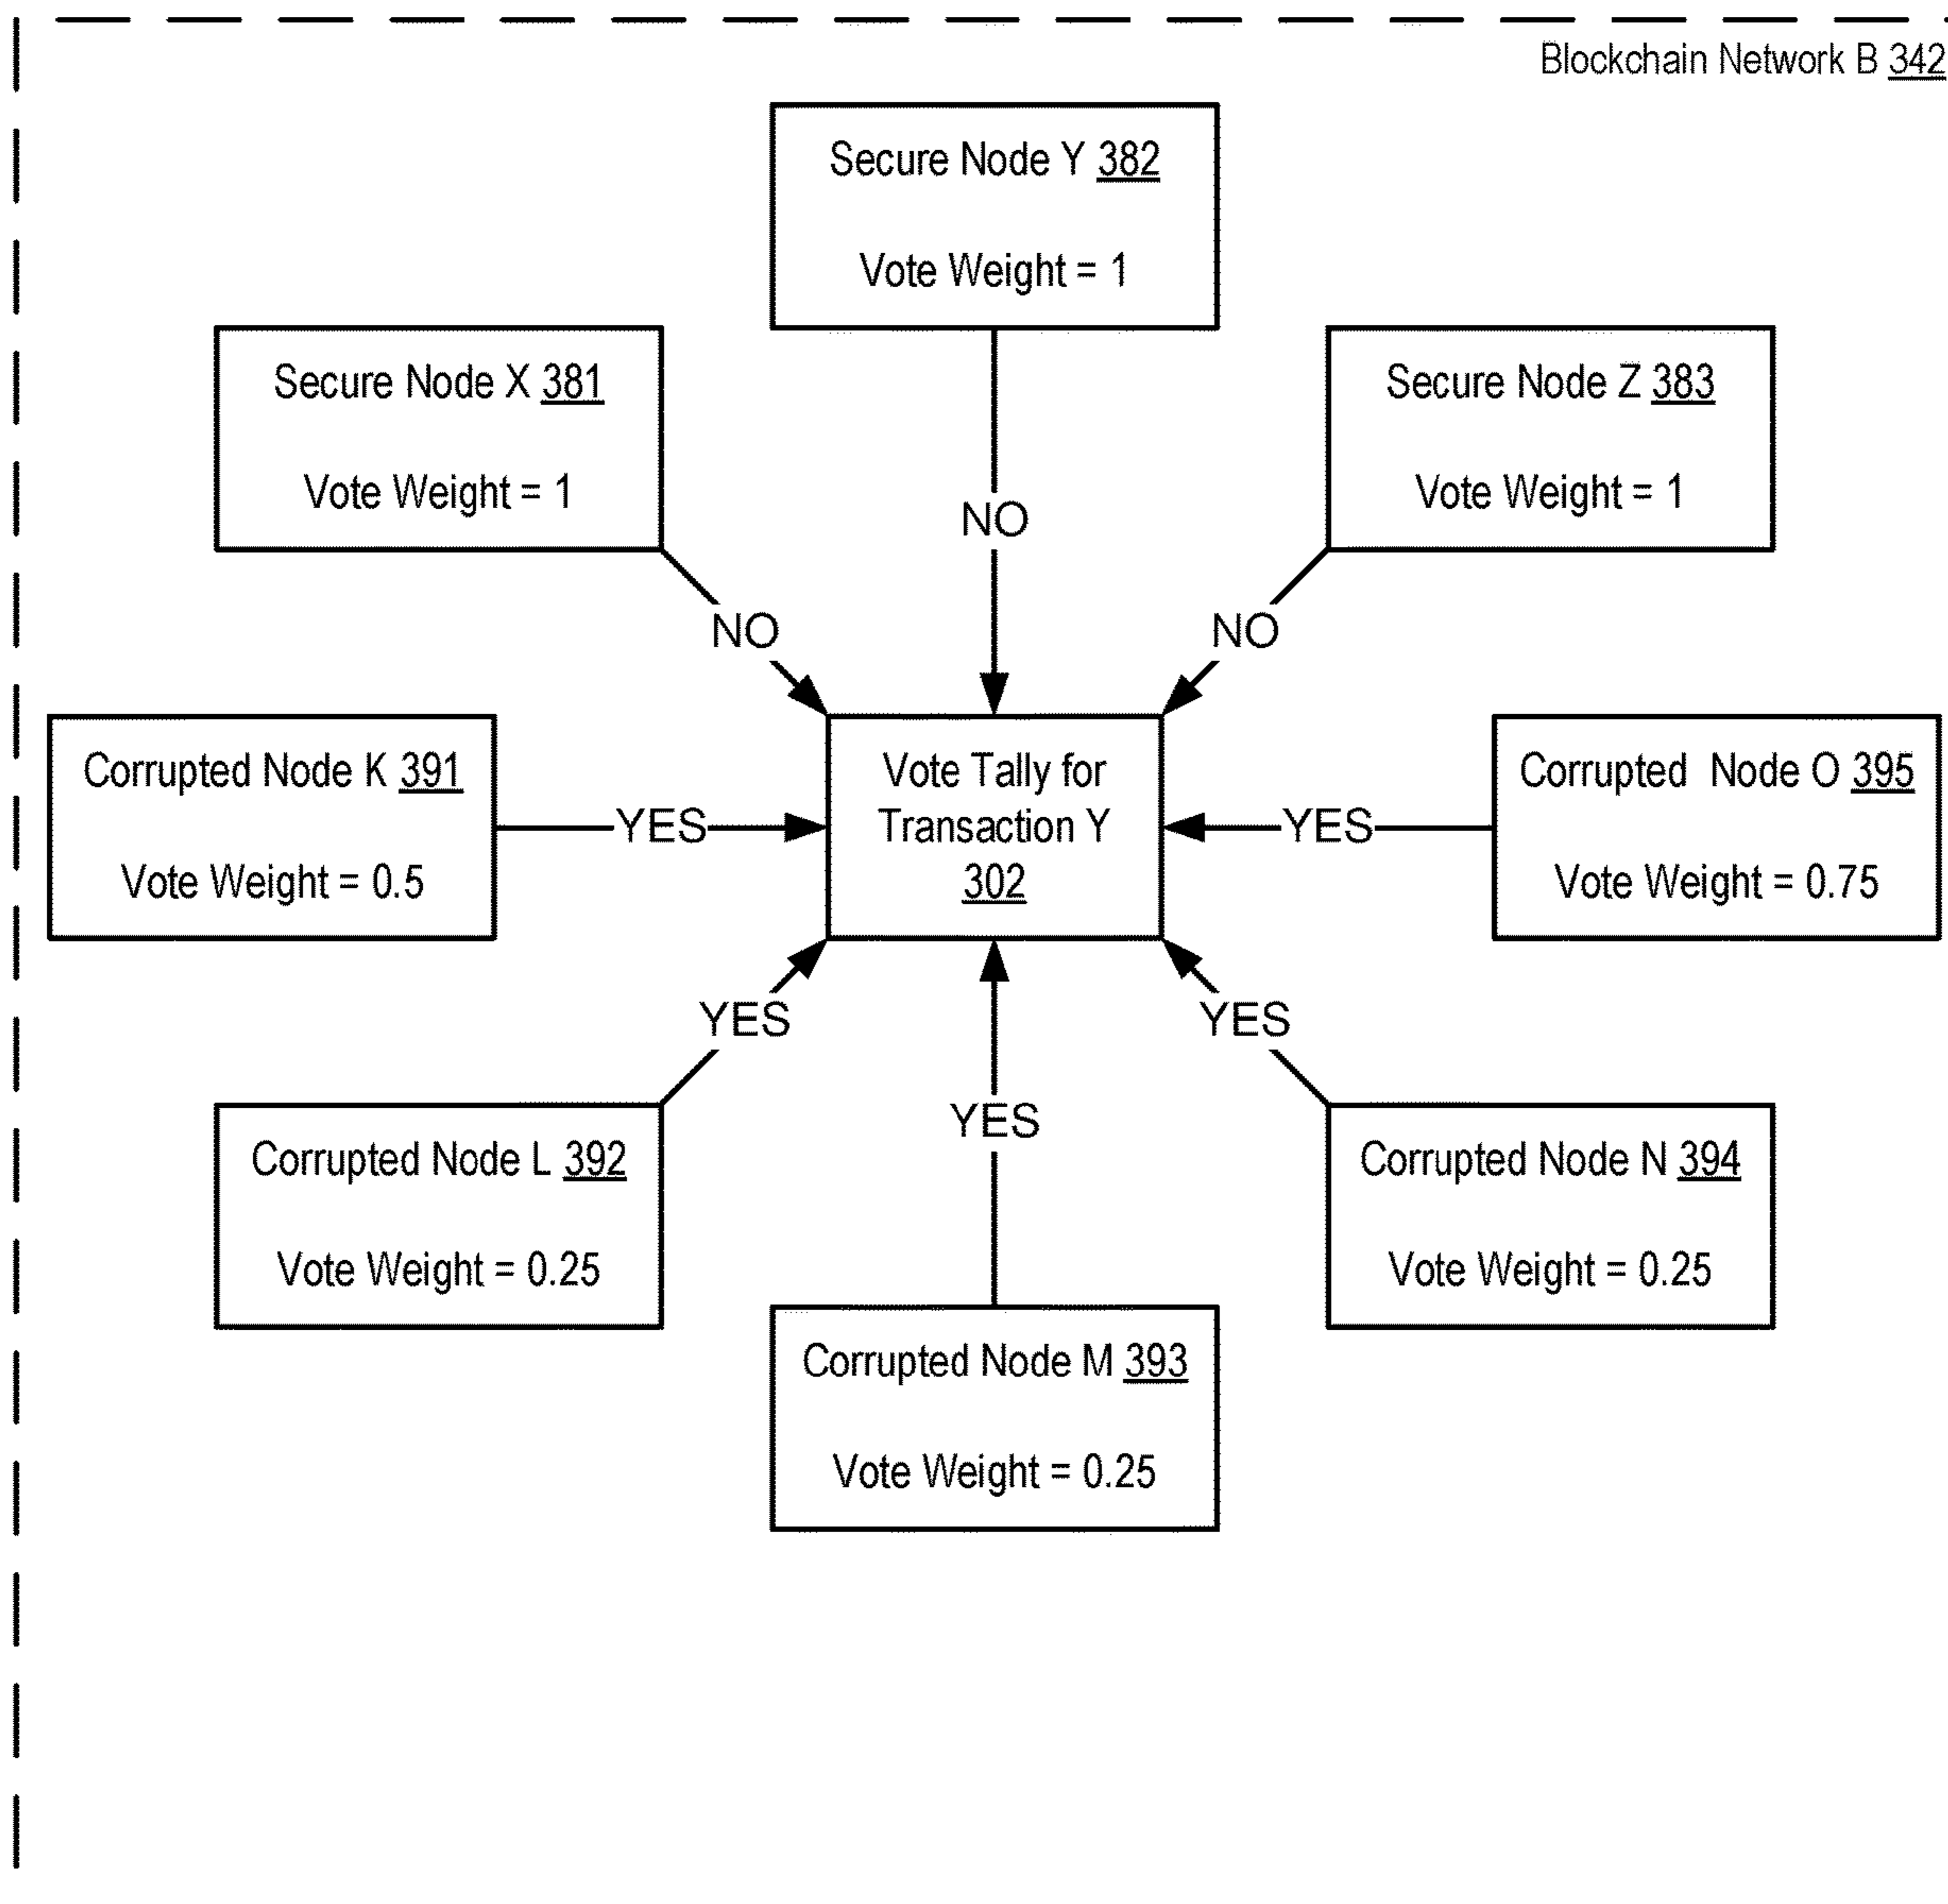 Blockchain Network B 342
Secure Node Y 382
Vote Weight = 1
Secure Node X 381
Vote Weight = 1
Secure Node Z 383
Vote Weight = 1
NO
NO
NO
Corrupted Node K 391
Vote Weight = 0.5
YES
Vote Tally for
Transaction Y
302
YES
Corrupted Node O 395
Vote Weight = 0.75
YES
YES
YES
Corrupted Node L 392
Vote Weight = 0.25
Corrupted Node N 394
Vote Weight = 0.25
Corrupted Node M 393
Vote Weight = 0.25